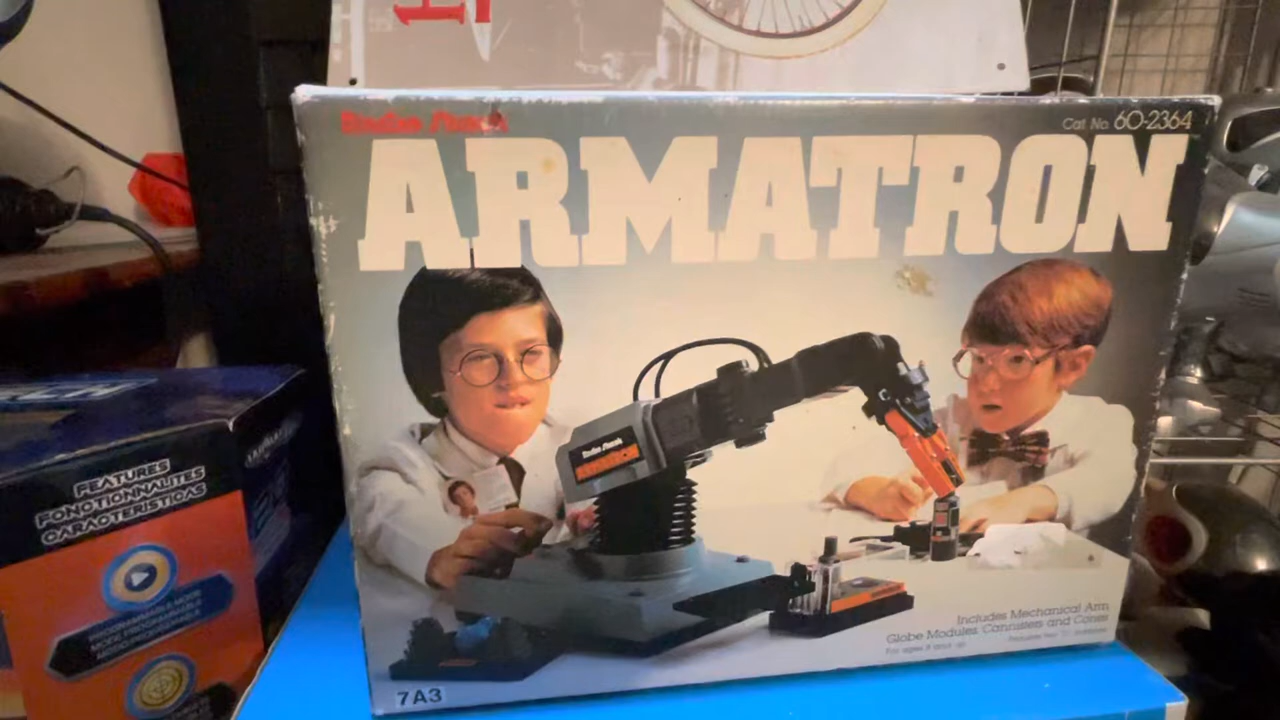 Radio Shack
Cat. No. 60-2364
ARMATRON
Radio Shack
ARMATRON
Includes Mechanical Arm
Globe Modules Cannisters and Cones
For ages 8 and up
7A3
FEATURES
FONCTIONNALITÉS
CARACTERÍSTICAS